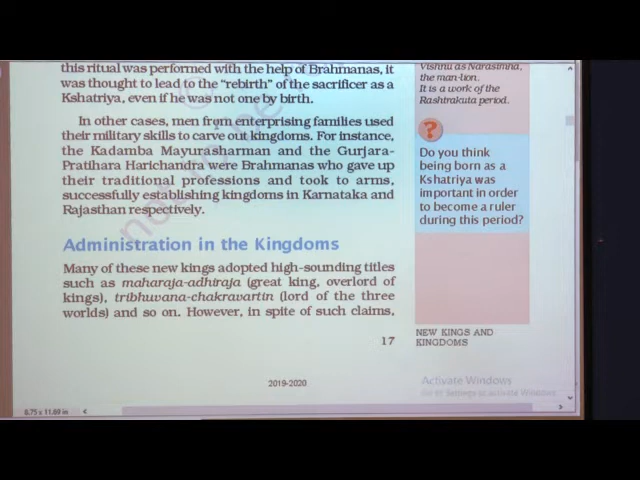 this ritual was performed with the help of Brahmanas, it
was thought to lead to the “rebirth” of the sacrificer as a
Kshatriya, even if he was not one by birth.
In other cases, men from enterprising families used
their military skills to carve out kingdoms. For instance,
the Kadamba Mayurasharman and the Gurjara-
Pratihara Harichandra were Brahmanas who gave up
their traditional professions and took to arms,
successfully establishing kingdoms in Karnataka and
Rajasthan respectively.
Administration in the Kingdoms
Many of these new kings adopted high-sounding titles
such as maharaja-adhiraja (great king, overlord of
kings), tribhuvana-chakravartin (lord of the three
worlds) and so on. However, in spite of such claims,
17
2019-2020
Vishnu as Narasimha,
the man-lion.
It is a work of the
Rashtrakuta period.
?
Do you think
being born as a
Kshatriya was
important in order
to become a ruler
during this period?
NEW KINGS AND
KINGDOMS
Activate Windows
Go to Settings to activate Windows.
8.75 x 11.00 in